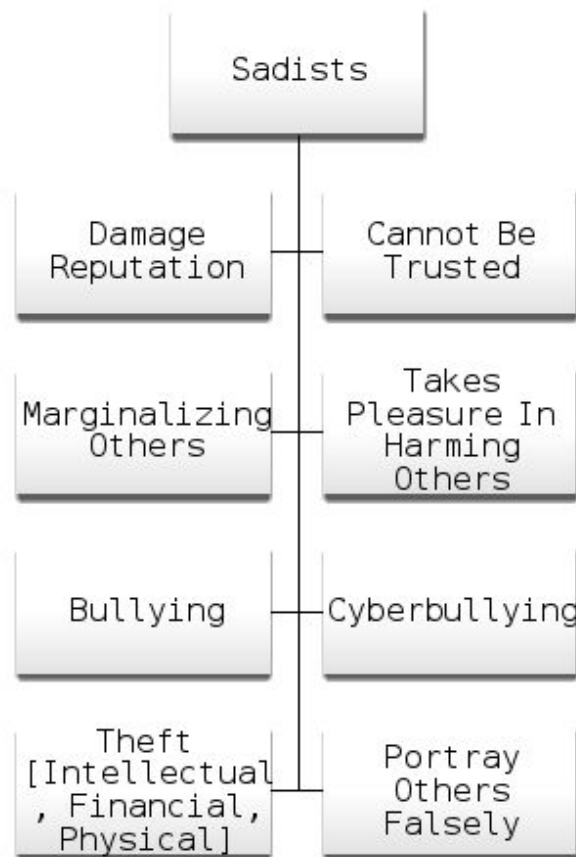 Sadists
Damage
Reputation
Cannot Be
Trusted
Marginalizing
Others
Takes
Pleasure In
Harming
Others
Bullying
Cyberbullying
Theft
[Intellectual
, Financial,
Physical]
Portray
Others
Falsely